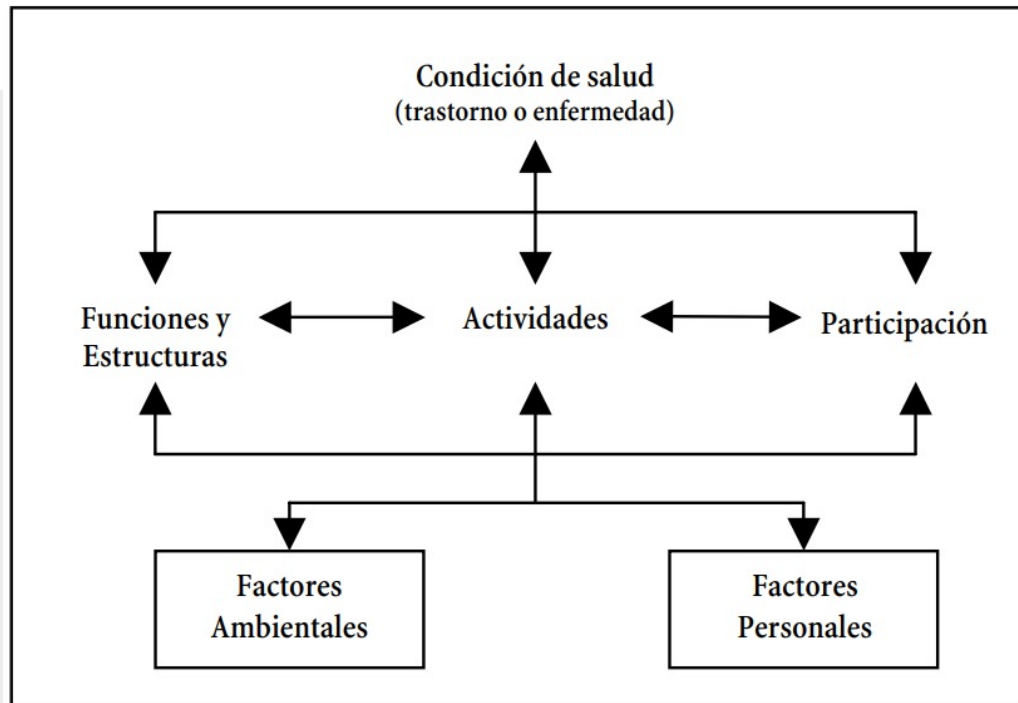 Condición de salud
(trastorno o enfermedad)
Funciones y
Estructuras
Actividades
Participación
Factores
Ambientales
Factores
Personales